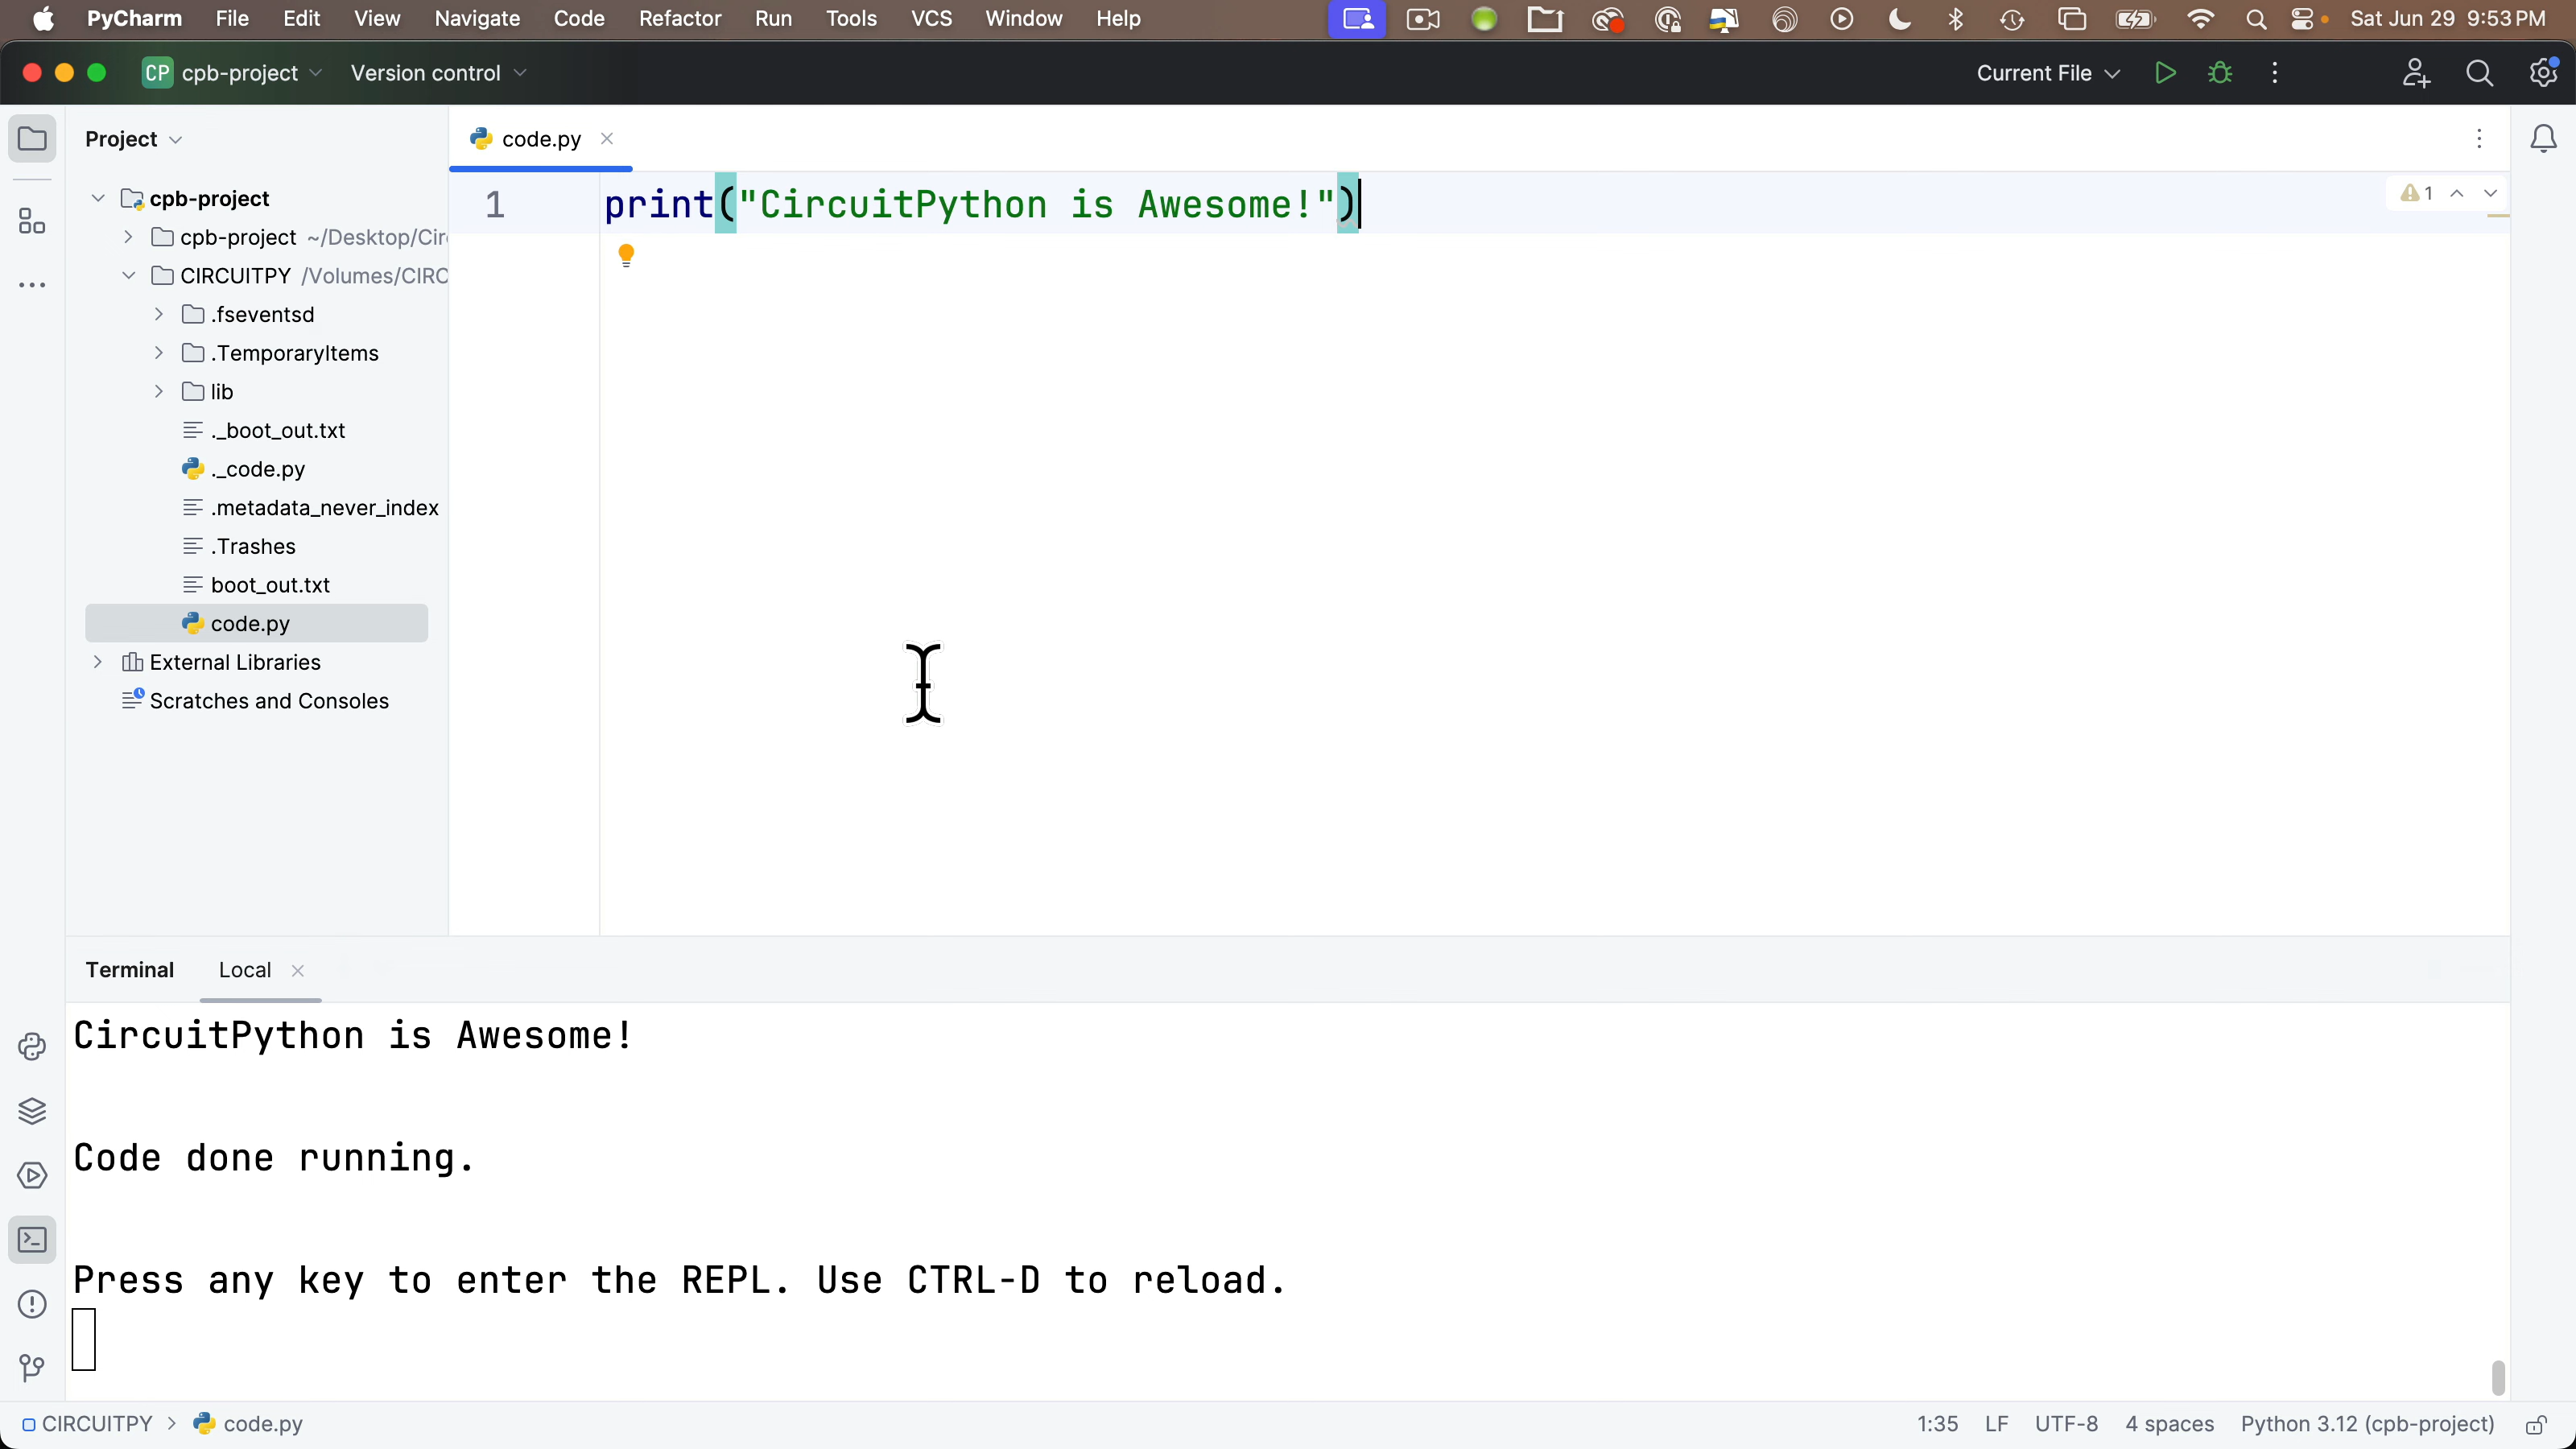 PyCharm File Edit View Navigate Code Refactor Run Tools VCS Window Help Sat Jun 29 9:53 PM
CP cpb-project Version control Current File
Project
code.py
cpb-project
cpb-project ~/Desktop/Cir
CIRCUITPY /Volumes/CIRC
.fseventsd
.TemporaryItems
lib
._boot_out.txt
._code.py
.metadata_never_index
.Trashes
boot_out.txt
code.py
External Libraries
Scratches and Consoles
1 print("CircuitPython is Awesome!")
1
Terminal Local
CircuitPython is Awesome!
Code done running.
Press any key to enter the REPL. Use CTRL-D to reload.
CIRCUITPY > code.py 1:35 LF UTF-8 4 spaces Python 3.12 (cpb-project)